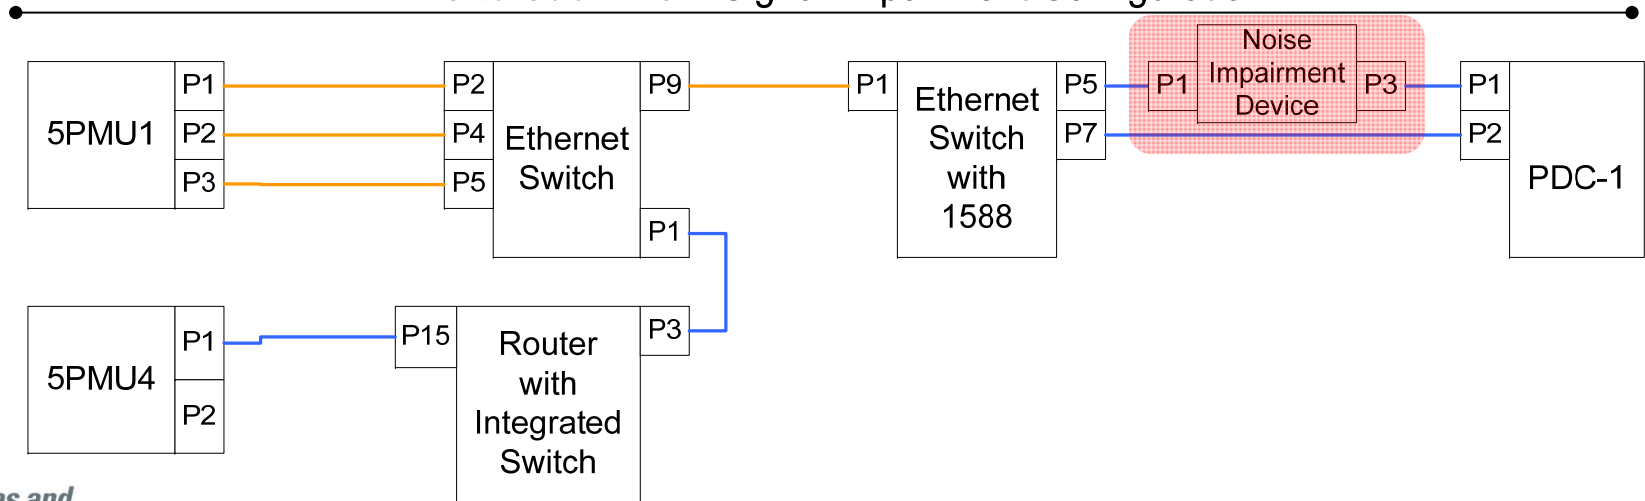 5PMU1
P1
P2
P3
P2
P4
P5
Ethernet
Switch
P9
P1
P1
Ethernet
Switch
with
1588
P5
P7
P1
Noise
Impairment
Device
P3
P1
P2
PDC-1
5PMU4
P1
P2
P15
Router
with
Integrated
Switch
P3
and